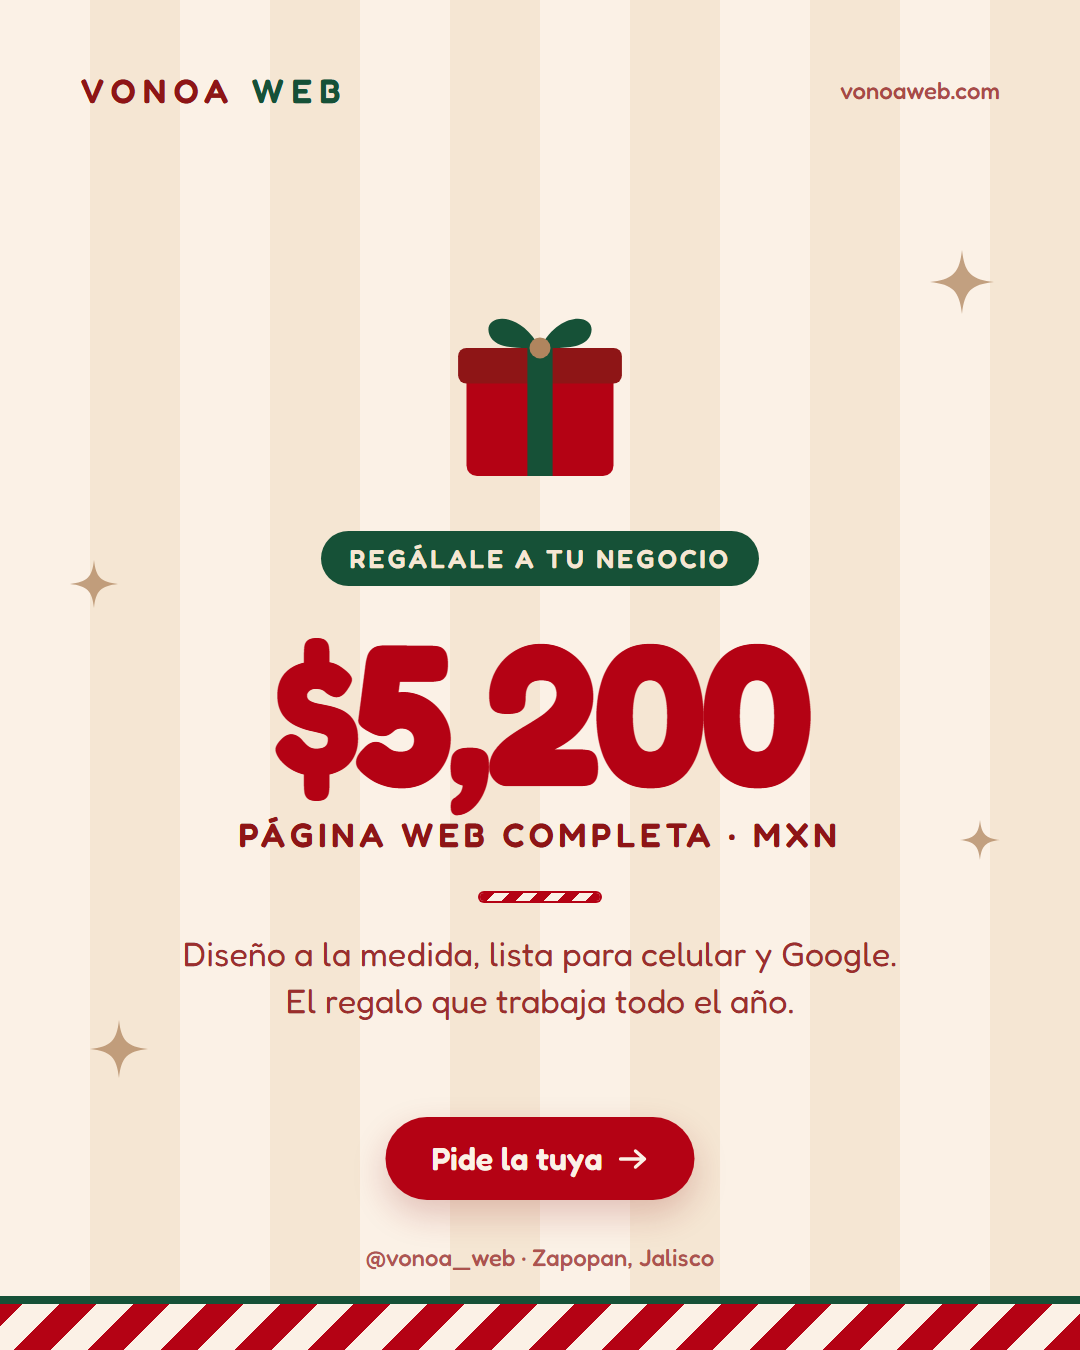 VONOA WEB
vonoaweb.com
REGÁLALE A TU NEGOCIO
$5,200
PÁGINA WEB COMPLETA · MXN
Diseño a la medida, lista para celular y Google.
El regalo que trabaja todo el año.
Pide la tuya →
@vonoa__web · Zapopan, Jalisco